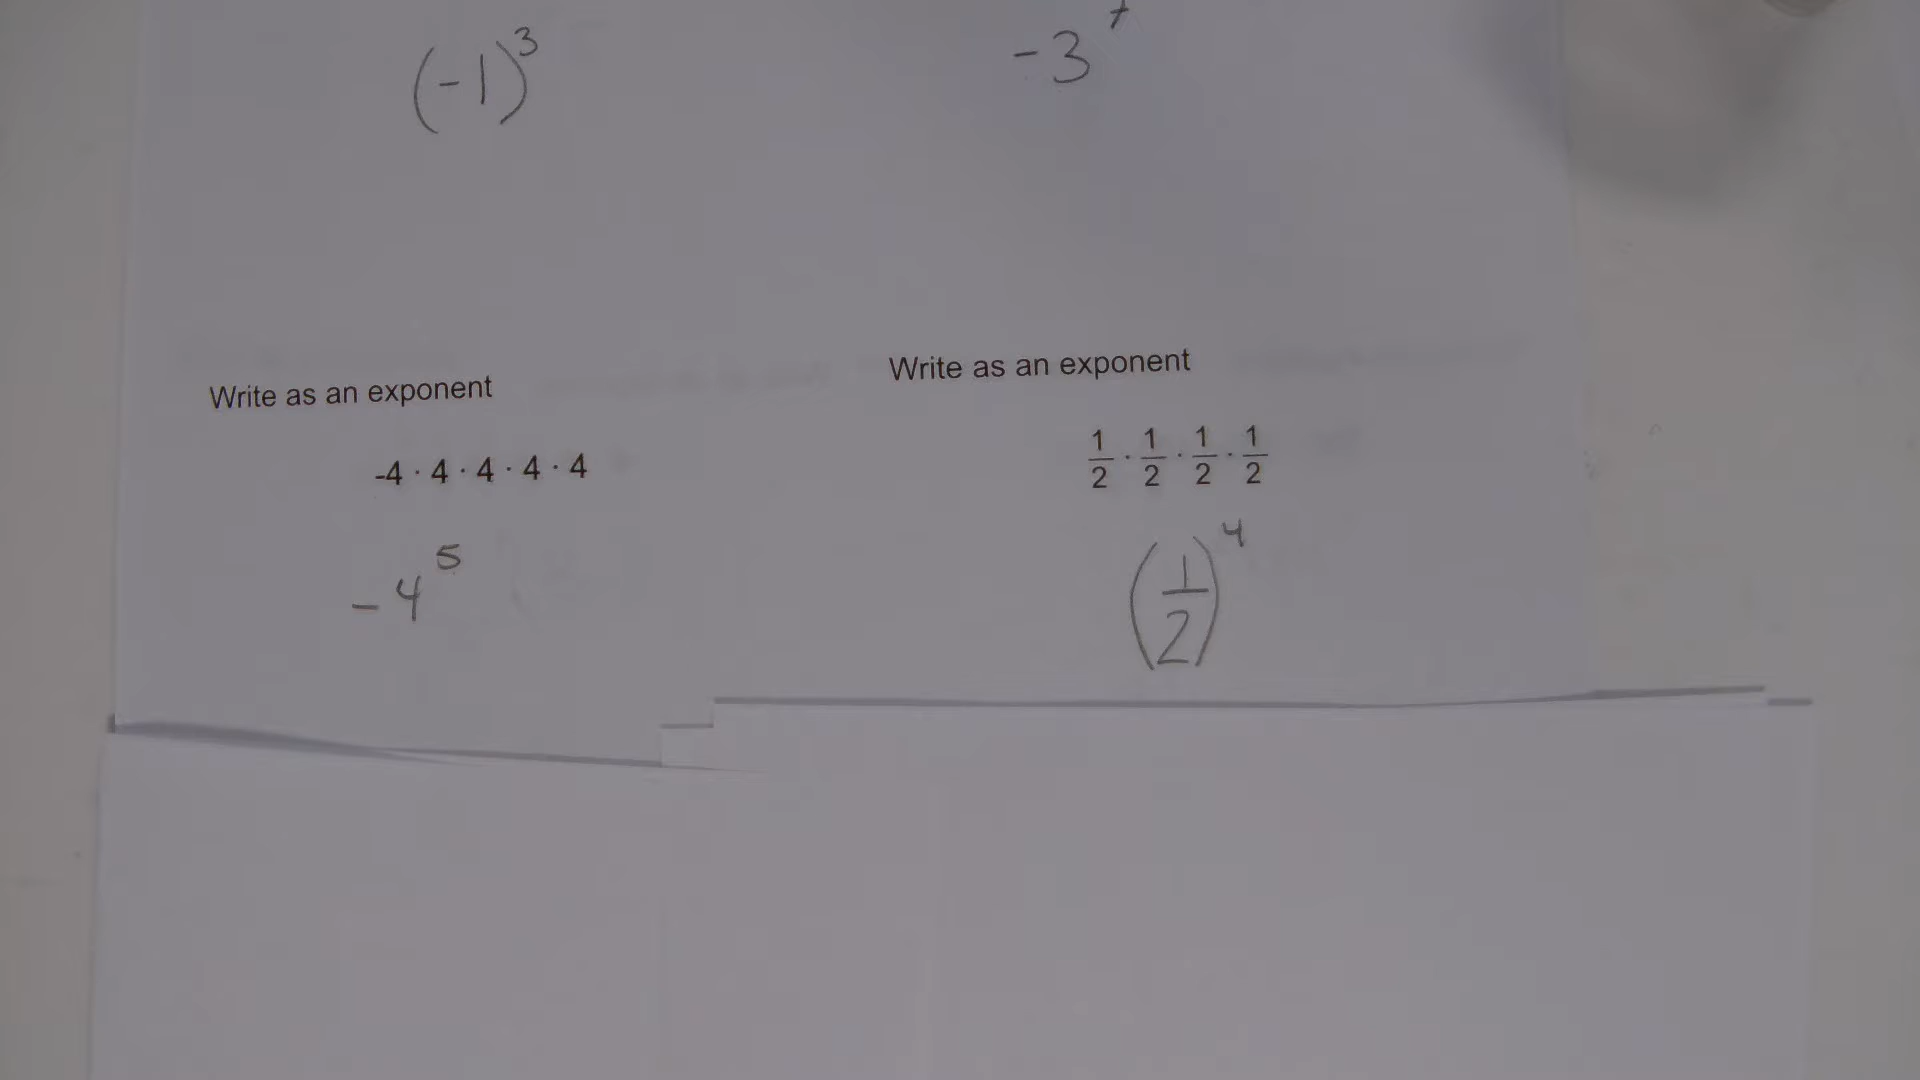 (-1)³
-3
Write as an exponent
-4 · 4 · 4 · 4 · 4
-4⁵
Write as an exponent
1/2 · 1/2 · 1/2 · 1/2
(1/2)⁴